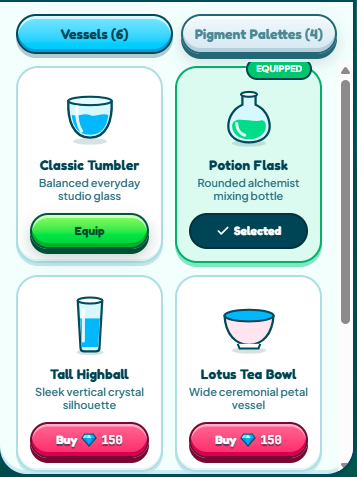 Vessels (6)
Pigment Palettes (4)
EQUIPPED
Classic Tumbler
Balanced everyday
studio glass
Equip
Potion Flask
Rounded alchemist
mixing bottle
✓ Selected
Tall Highball
Sleek vertical crystal
silhouette
Buy 💎 150
Lotus Tea Bowl
Wide ceremonial petal
vessel
Buy 💎 150